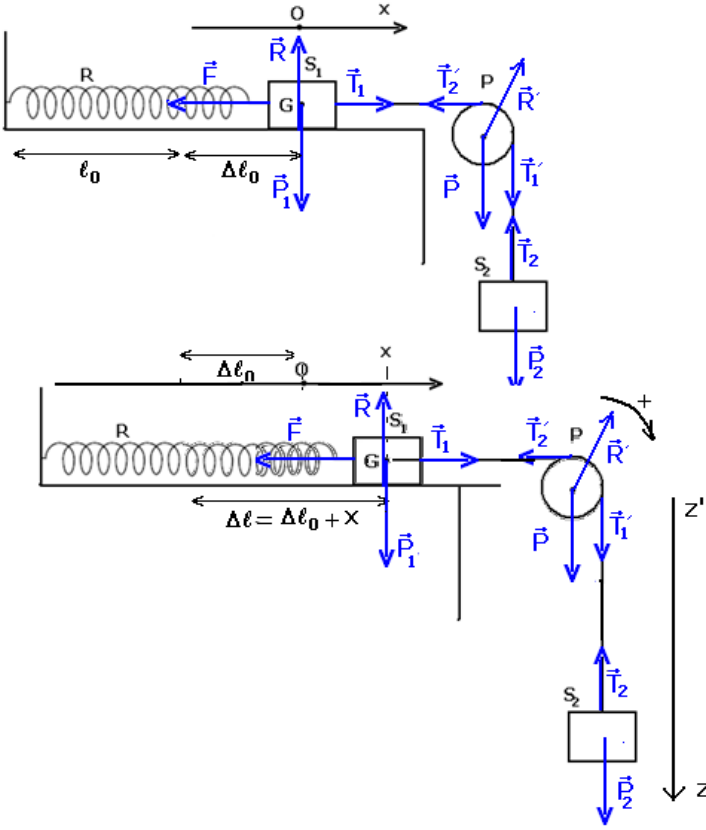 O x
R F⃗ R⃗ S₁ T⃗₁ T⃗₂′ P R⃗′
G
ℓ₀ Δℓ₀ P⃗₁ P⃗ T⃗₁′
S₂ T⃗₂
P⃗₂
x
Δℓ₀ O
R F⃗ R⃗ S₁ T⃗₁ T⃗₂′ P R⃗′ +
G
Δℓ = Δℓ₀ + x P⃗₁ P⃗ T⃗₁′ z'
S₂ T⃗₂
P⃗₂ z